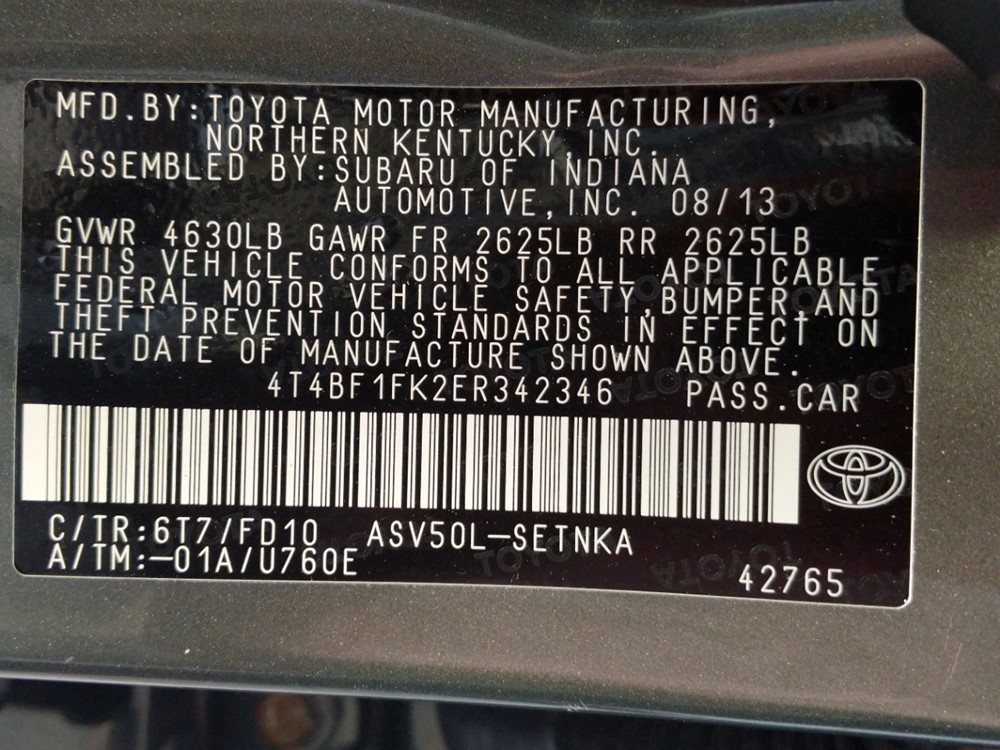 MFD.BY:TOYOTA MOTOR MANUFACTURING,
NORTHERN KENTUCKY,INC.
ASSEMBLED BY:SUBARU OF INDIANA
AUTOMOTIVE,INC. 08/13
GVWR 4630LB GAWR FR 2625LB RR 2625LB
THIS VEHICLE CONFORMS TO ALL APPLICABLE
FEDERAL MOTOR VEHICLE SAFETY,BUMPER,AND
THEFT PREVENTION STANDARDS IN EFFECT ON
THE DATE OF MANUFACTURE SHOWN ABOVE.
4T4BF1FK2ER342346 PASS.CAR
C/TR:6T7/FD10 ASV50L-SETNKA
A/TM:-01A/U760E
42765